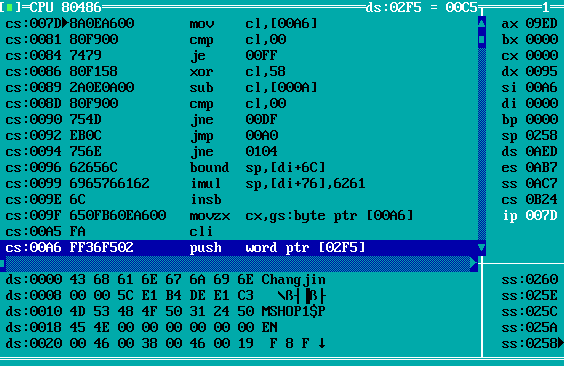 [■]=CPU 80486 ds:02F5 = 00C5 1
cs:007D▶8A0EA600 mov cl,[00A6]
cs:0081 80F900 cmp cl,00
cs:0084 7479 je 00FF
cs:0086 80F158 xor cl,58
cs:0089 2A0E0A00 sub cl,[000A]
cs:008D 80F900 cmp cl,00
cs:0090 754D jne 00DF
cs:0092 EB0C jmp 00A0
cs:0094 756E jne 0104
cs:0096 62656C bound sp,[di+6C]
cs:0099 6965766162 imul sp,[di+76],6261
cs:009E 6C insb
cs:009F 650FB60EA600 movzx cx,gs:byte ptr [00A6]
cs:00A5 FA cli
cs:00A6 FF36F502 push word ptr [02F5]
ax 09ED
bx 0000
cx 0000
dx 0095
si 00A6
di 0000
bp 0000
sp 0258
ds 0AED
es 0AB7
ss 0AC7
cs 0B24
ip 007D
ds:0000 43 68 61 6E 67 6A 69 6E Changjin
ds:0008 00 00 5C E1 B4 DE E1 C3 \ß┤▐ß├
ds:0010 4D 53 48 4F 50 31 24 50 MSHOP1$P
ds:0018 45 4E 00 00 00 00 00 00 EN
ds:0020 00 46 00 38 00 46 00 19 F 8 F ↓
ss:0260
ss:025E
ss:025C
ss:025A
ss:0258▶